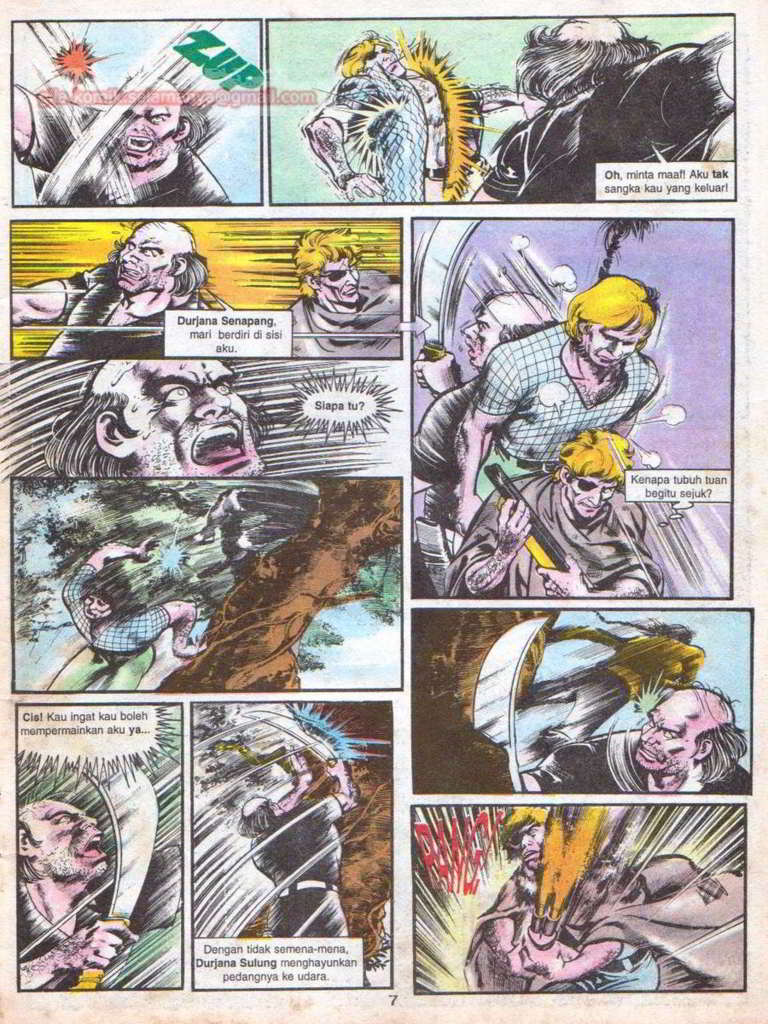 ZUP
Oh, minta maaf! Aku tak
sangka kau yang keluar!
Durjana Senapang,
mari berdiri di sisi
aku.
Siapa tu?
Kenapa tubuh tuan
begitu sejuk?
Cis! Kau ingat kau boleh
mempermainkan aku ya...
Dengan tidak semena-mena,
Durjana Sulung menghayunkan
pedangnya ke udara.
7